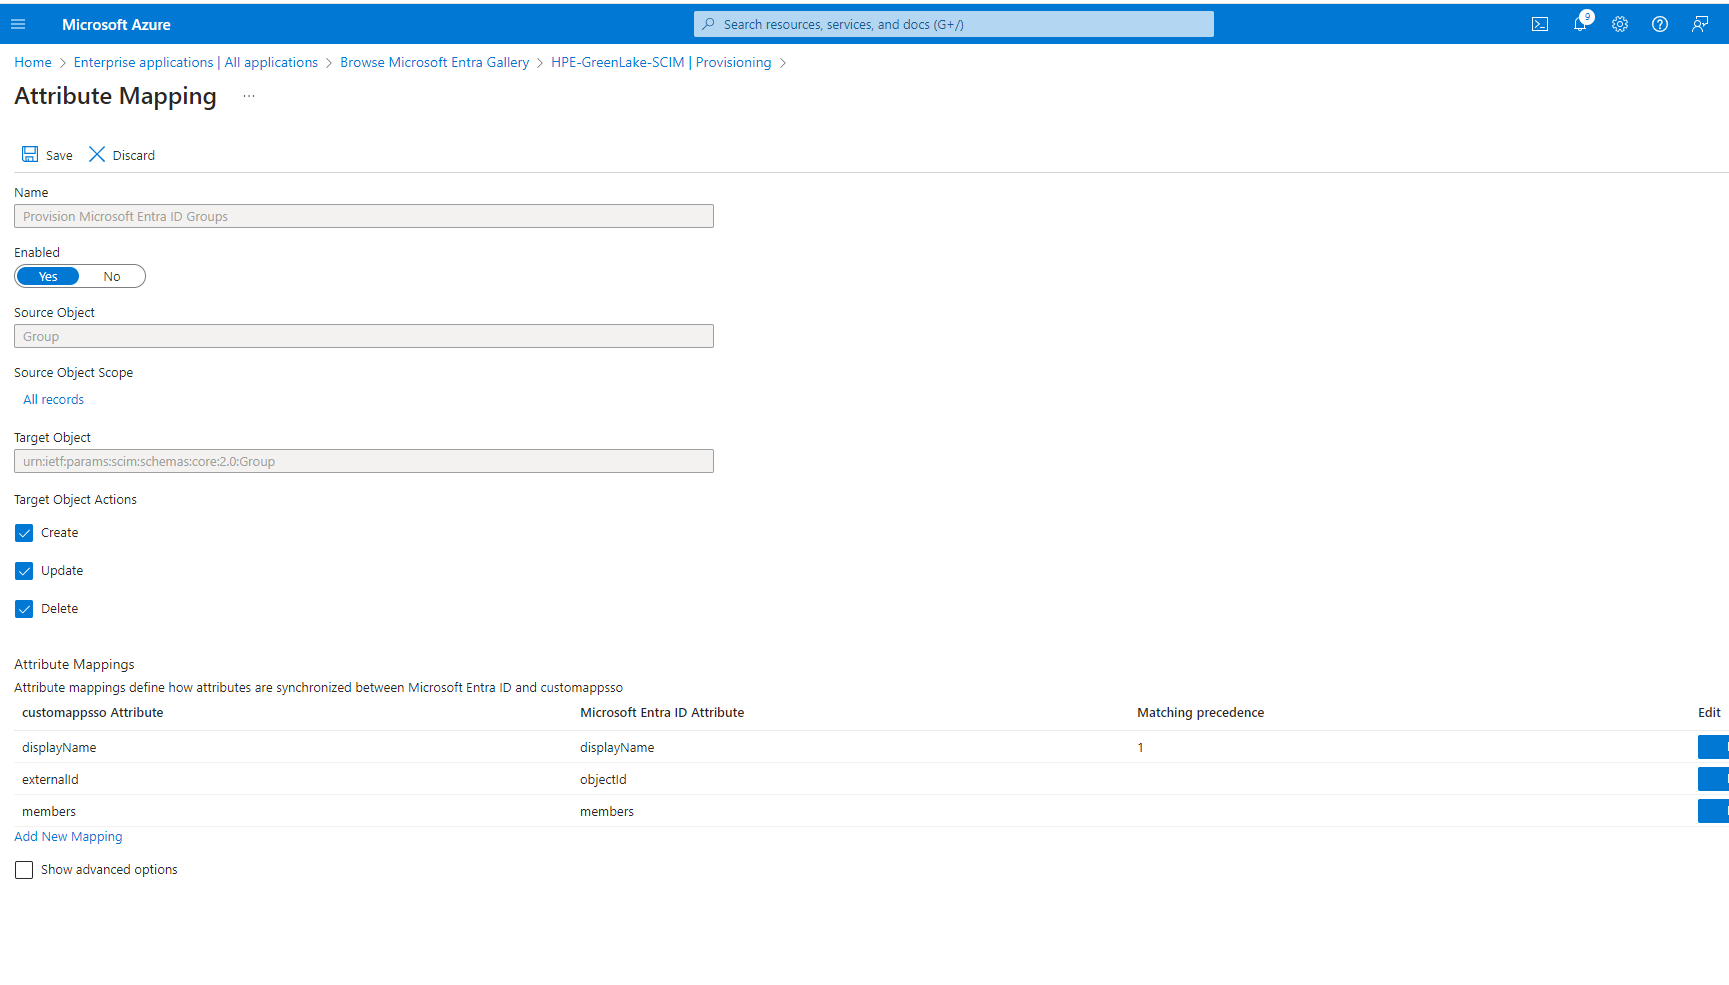 Microsoft Azure
Search resources, services, and docs (G+/)
9
Home > Enterprise applications | All applications > Browse Microsoft Entra Gallery > HPE-GreenLake-SCIM | Provisioning >
Attribute Mapping ...
Save Discard
Name
Provision Microsoft Entra ID Groups
Enabled
Yes No
Source Object
Group
Source Object Scope
All records
Target Object
urn:ietf:params:scim:schemas:core:2.0:Group
Target Object Actions
Create
Update
Delete
Attribute Mappings
Attribute mappings define how attributes are synchronized between Microsoft Entra ID and customappsso
customappsso Attribute Microsoft Entra ID Attribute Matching precedence Edit
displayName displayName 1
externalId objectId
members members
Add New Mapping
Show advanced options